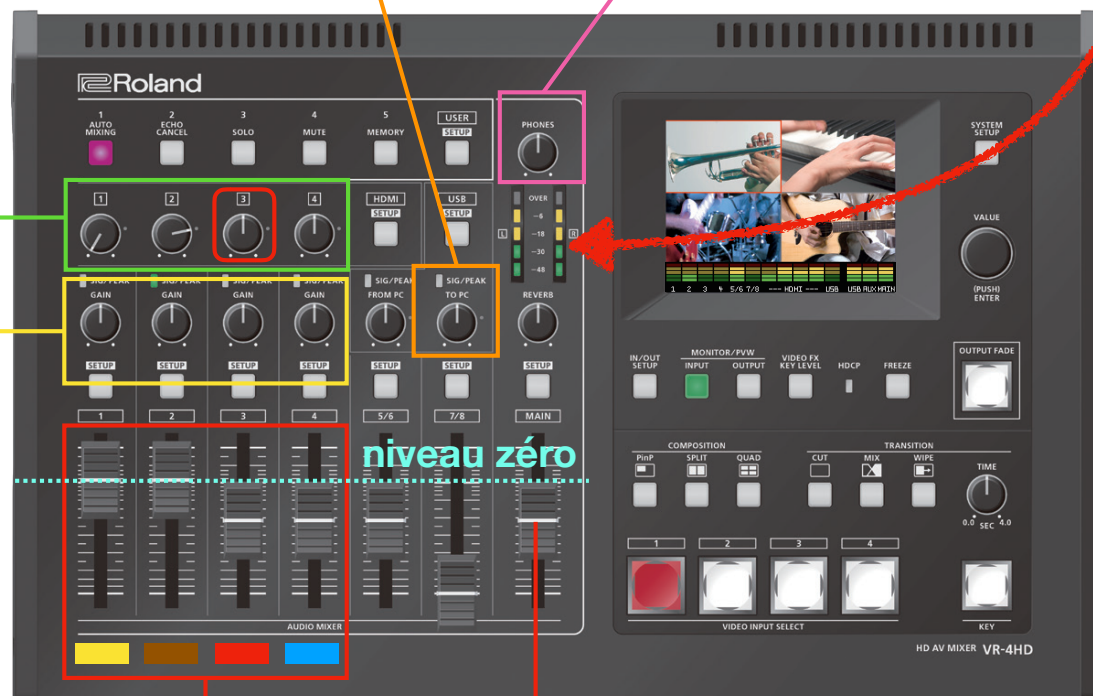 Roland
1 2 3 4 5 USER
AUTO MIXING ECHO CANCEL SOLO MUTE MEMORY SETUP
PHONES
1 2 3 4 HDMI USB
SETUP SETUP
OVER
-6
L -18 R
-30
-48
SIG/PEAK SIG/PEAK SIG/PEAK SIG/PEAK SIG/PEAK SIG/PEAK
GAIN GAIN GAIN GAIN FROM PC TO PC REVERB
SETUP SETUP SETUP SETUP SETUP SETUP SETUP
1 2 3 4 5/6 7/8 MAIN
niveau zéro
AUDIO MIXER
1 2 3 4 5/6 7/8 --- HDMI --- USB USB AUX MAIN
SYSTEM
SETUP
VALUE
(PUSH)
ENTER
IN/OUT
SETUP
MONITOR/PVW
INPUT OUTPUT
VIDEO FX
KEY LEVEL
HDCP
FREEZE
OUTPUT FADE
COMPOSITION
PinP SPLIT QUAD
TRANSITION
CUT MIX WIPE
TIME
0.0 SEC 4.0
1 2 3 4
VIDEO INPUT SELECT
KEY
HD AV MIXER VR-4HD